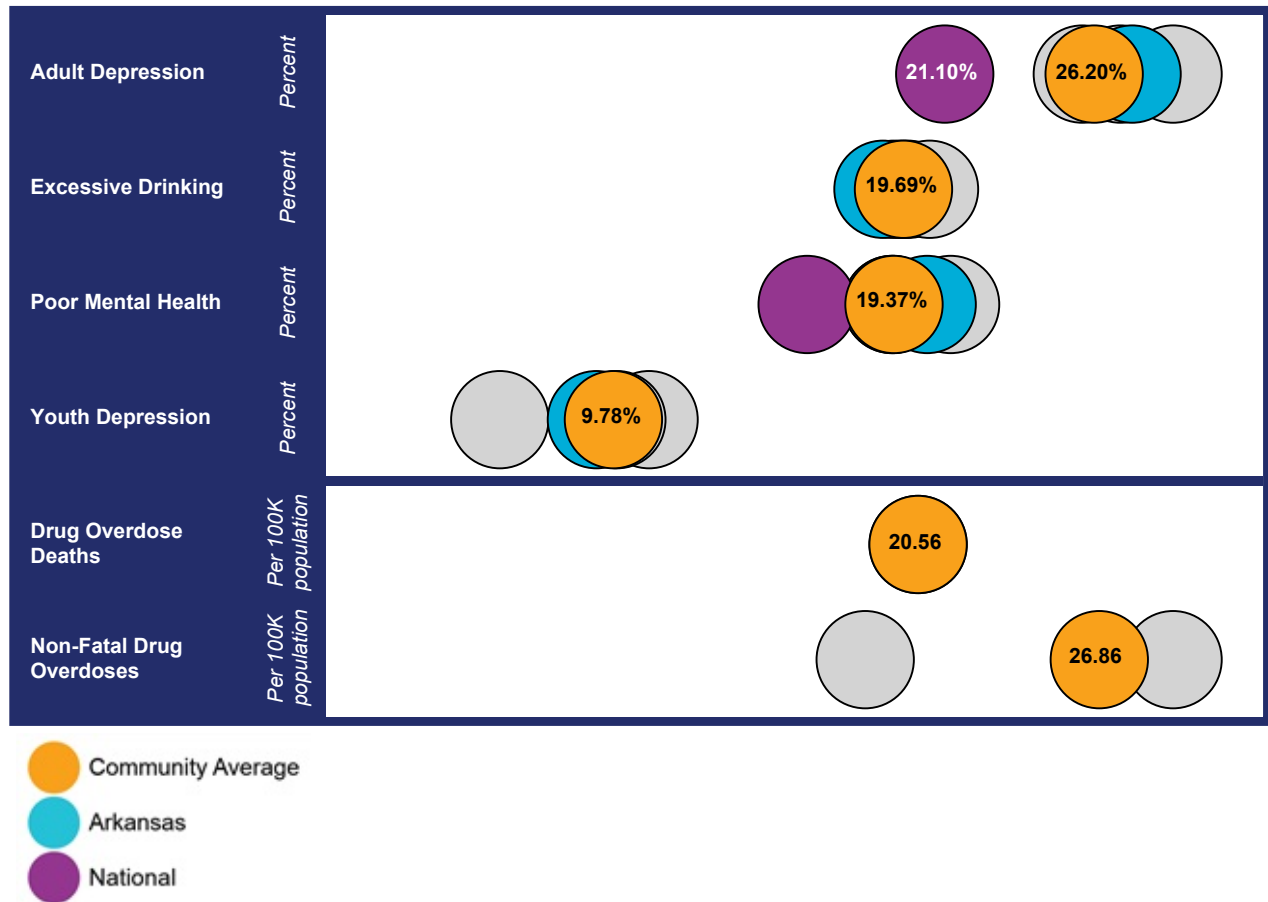 Adult Depression
Percent
21.10%
26.20%
Excessive Drinking
Percent
19.69%
Poor Mental Health
Percent
19.37%
Youth Depression
Percent
9.78%
Drug Overdose
Deaths
Per 100K
population
20.56
Non-Fatal Drug
Overdoses
Per 100K
population
26.86
Community Average
Arkansas
National